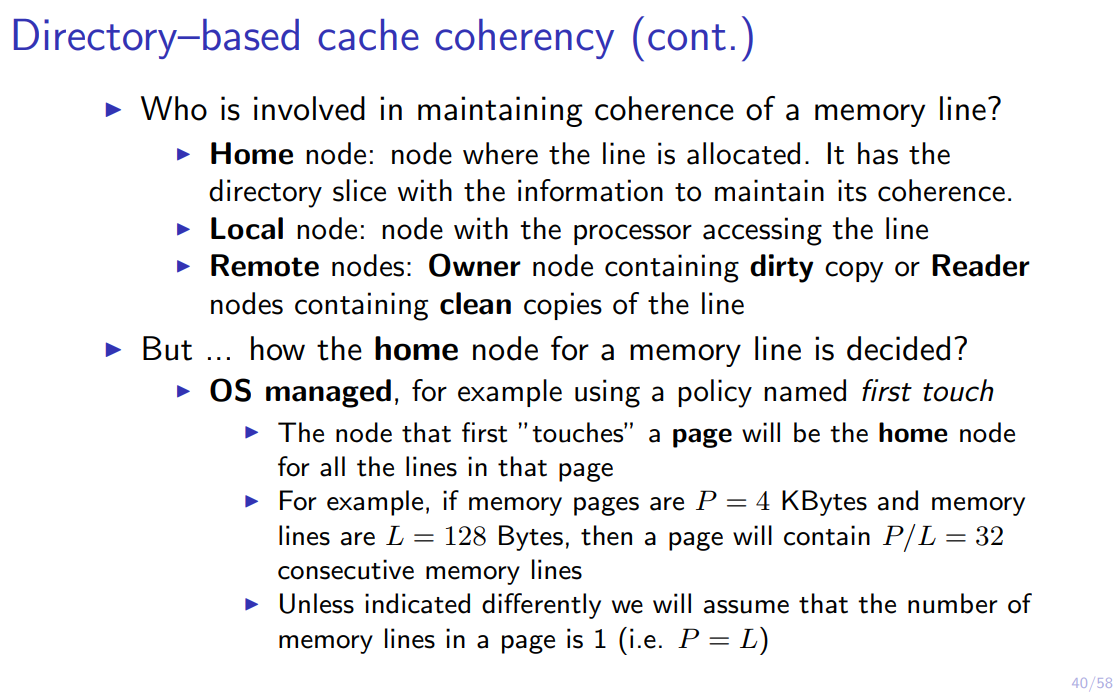 Directory–based cache coherency (cont.)
▶ Who is involved in maintaining coherence of a memory line?
▶ Home node: node where the line is allocated. It has the
directory slice with the information to maintain its coherence.
▶ Local node: node with the processor accessing the line
▶ Remote nodes: Owner node containing dirty copy or Reader
nodes containing clean copies of the line
▶ But ... how the home node for a memory line is decided?
▶ OS managed, for example using a policy named first touch
▶ The node that first ”touches” a page will be the home node
for all the lines in that page
▶ For example, if memory pages are P = 4 KBytes and memory
lines are L = 128 Bytes, then a page will contain P/L = 32
consecutive memory lines
▶ Unless indicated differently we will assume that the number of
memory lines in a page is 1 (i.e. P = L)
40/58